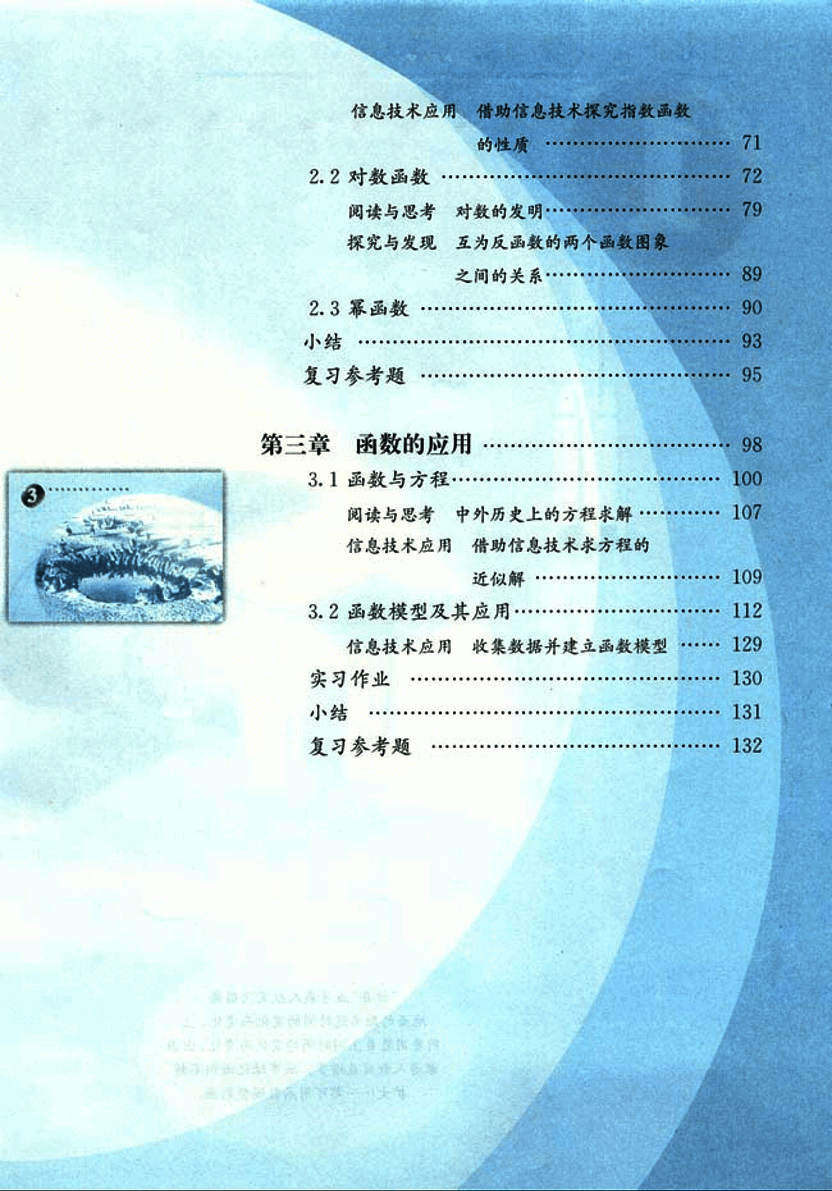 信息技术应用 借助信息技术探究指数函数
的性质 ………………………… 71
2.2 对数函数 ………………………………………… 72
阅读与思考 对数的发明………………………… 79
探究与发现 互为反函数的两个函数图象
之间的关系………………………… 89
2.3 幂函数 …………………………………………… 90
小结 …………………………………………………… 93
复习参考题 …………………………………………… 95
第三章 函数的应用 ………………………………… 98
3.1 函数与方程……………………………………… 100
阅读与思考 中外历史上的方程求解 ………… 107
信息技术应用 借助信息技术求方程的
近似解 ………………………… 109
3.2 函数模型及其应用……………………………… 112
信息技术应用 收集数据并建立函数模型 …… 129
实习作业 …………………………………………… 130
小结 ………………………………………………… 131
复习参考题 ………………………………………… 132
3